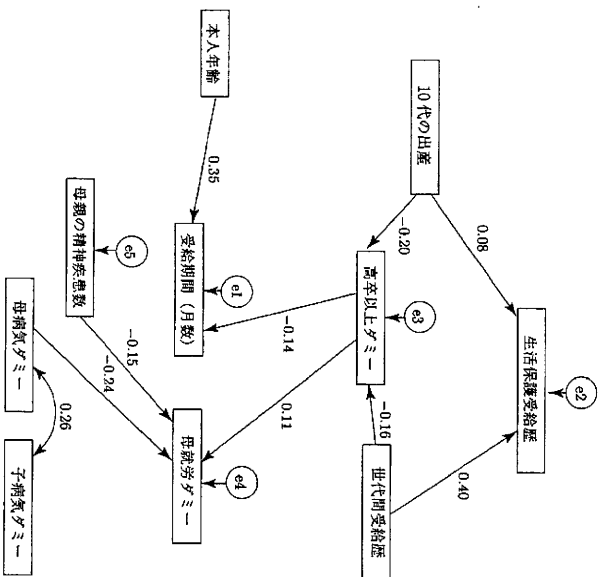 生活保護受給歴
e2
10代の出産
0.08
0.40
-0.20
高卒以上ダミー
e3
-0.16
世代間受給歴
本人年齢
0.35
受給期間（月数）
e1
-0.14
0.11
母就労ダミー
e4
母親の精神疾患数
e5
-0.15
-0.24
母病気ダミー
0.26
子病気ダミー